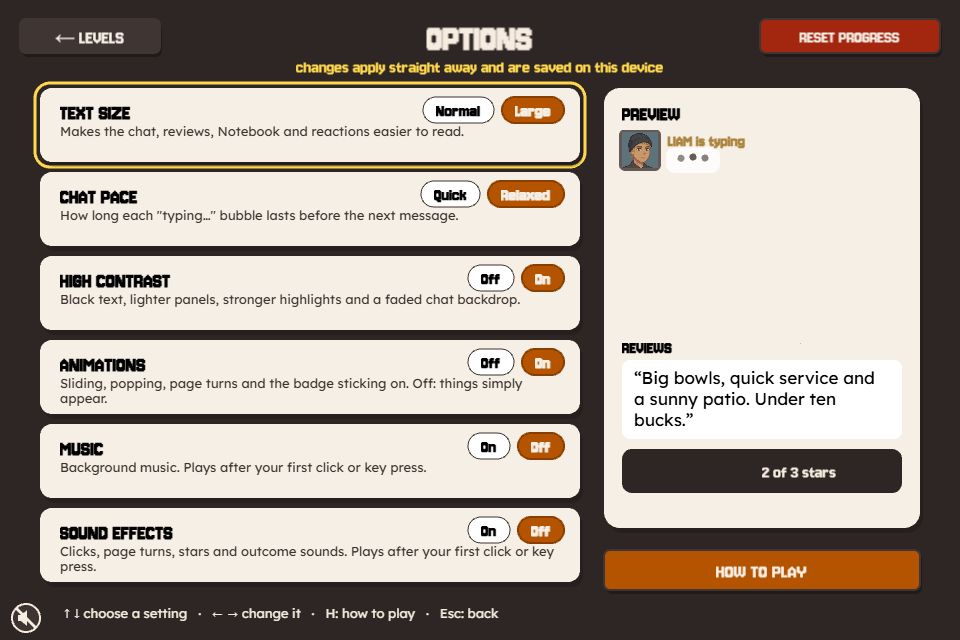 ← LEVELS
OPTIONS
RESET PROGRESS
changes apply straight away and are saved on this device
TEXT SIZE
Normal
Large
Makes the chat, reviews, Notebook and reactions easier to read.
CHAT PACE
Quick
Relaxed
How long each "typing…" bubble lasts before the next message.
HIGH CONTRAST
Off
On
Black text, lighter panels, stronger highlights and a faded chat backdrop.
ANIMATIONS
Off
On
Sliding, popping, page turns and the badge sticking on. Off: things simply
appear.
MUSIC
On
Off
Background music. Plays after your first click or key press.
SOUND EFFECTS
On
Off
Clicks, page turns, stars and outcome sounds. Plays after your first click or key
press.
PREVIEW
LIAM is typing
REVIEWS
“Big bowls, quick service and
a sunny patio. Under ten
bucks.”
2 of 3 stars
HOW TO PLAY
↑ ↓ choose a setting · ← → change it · H: how to play · Esc: back